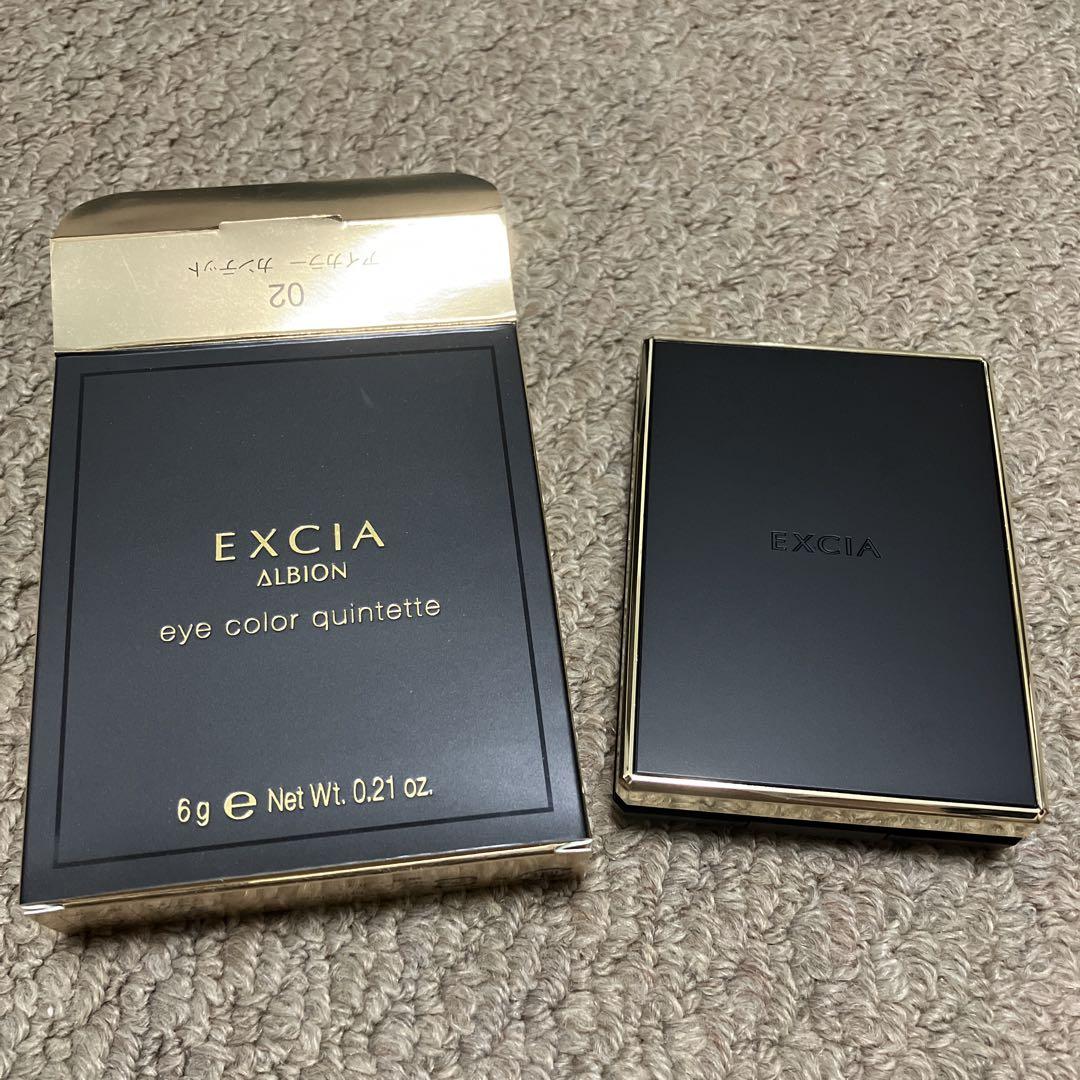 アイカラー カンテット
02
EXCIA
ALBION
eye color quintette
6 g e Net Wt. 0.21 oz.
EXCIA